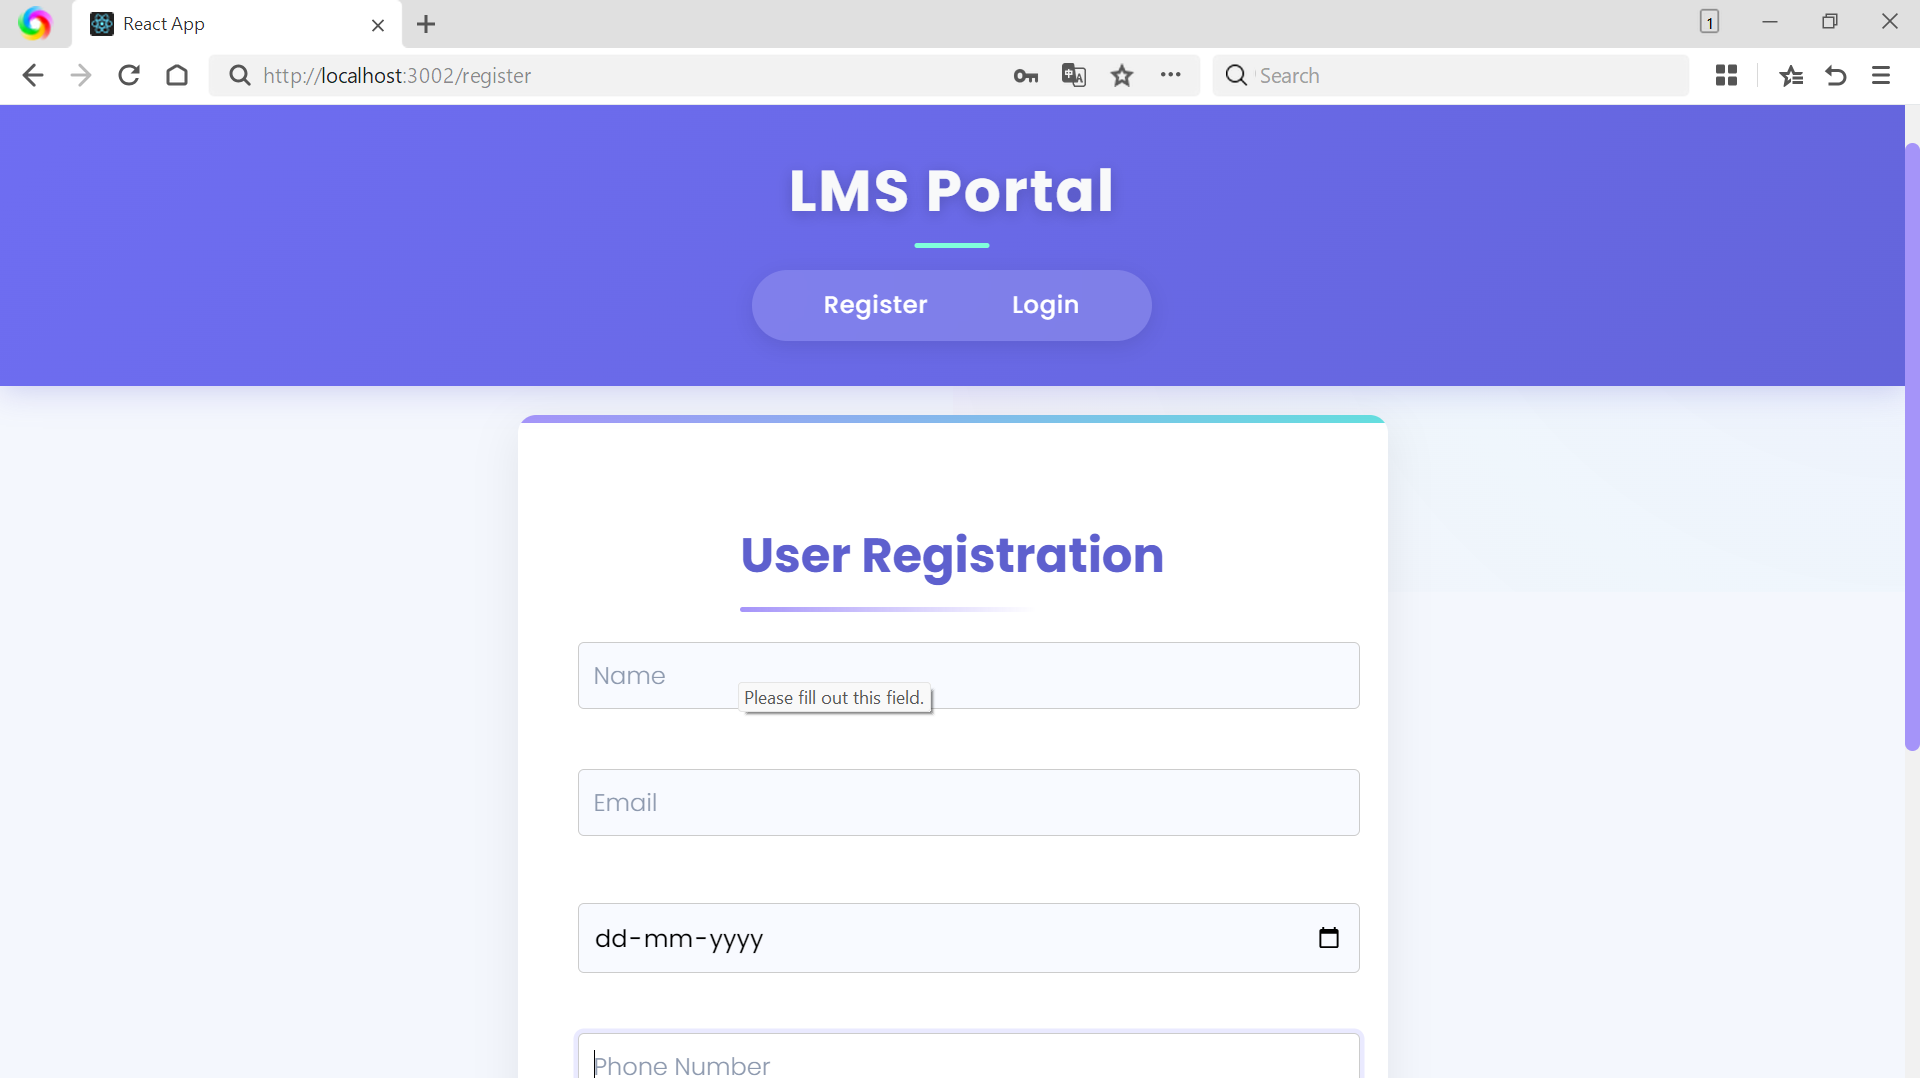 React App
1
http://localhost:3002/register
Search
LMS Portal
Register Login
User Registration
Name
Please fill out this field.
Email
dd-mm-yyyy
Phone Number